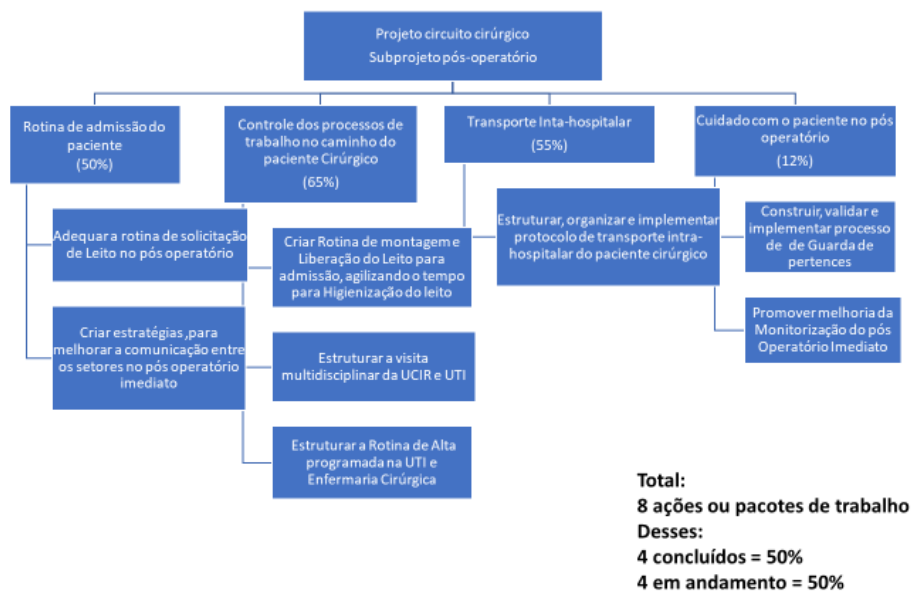 Projeto circuito cirúrgico
Subprojeto pós-operatório
Rotina de admissão do
paciente
(50%)
Controle dos processos de
trabalho no caminho do
paciente Cirúrgico
(65%)
Transporte Inta-hospitalar
(55%)
Cuidado com o paciente no pós
operatório
(12%)
Adequar a rotina de solicitação
de Leito no pós operatório
Criar estratégias ,para
melhorar a comunicação entre
os setores no pós operatório
imediato
Criar Rotina de montagem e
Liberação do Leito para
admissão, agilizando o tempo
para Higienização do leito
Estruturar a visita
multidisciplinar da UCIR e UTI
Estruturar a Rotina de Alta
programada na UTI e
Enfermaria Cirúrgica
Estruturar, organizar e implementar
protocolo de transporte intra-
hospitalar do paciente cirúrgico
Construir, validar e
implementar processo
de de Guarda de
pertences
Promover melhoria da
Monitorização do pós
Operatório Imediato
Total:
8 ações ou pacotes de trabalho
Desses:
4 concluídos = 50%
4 em andamento = 50%